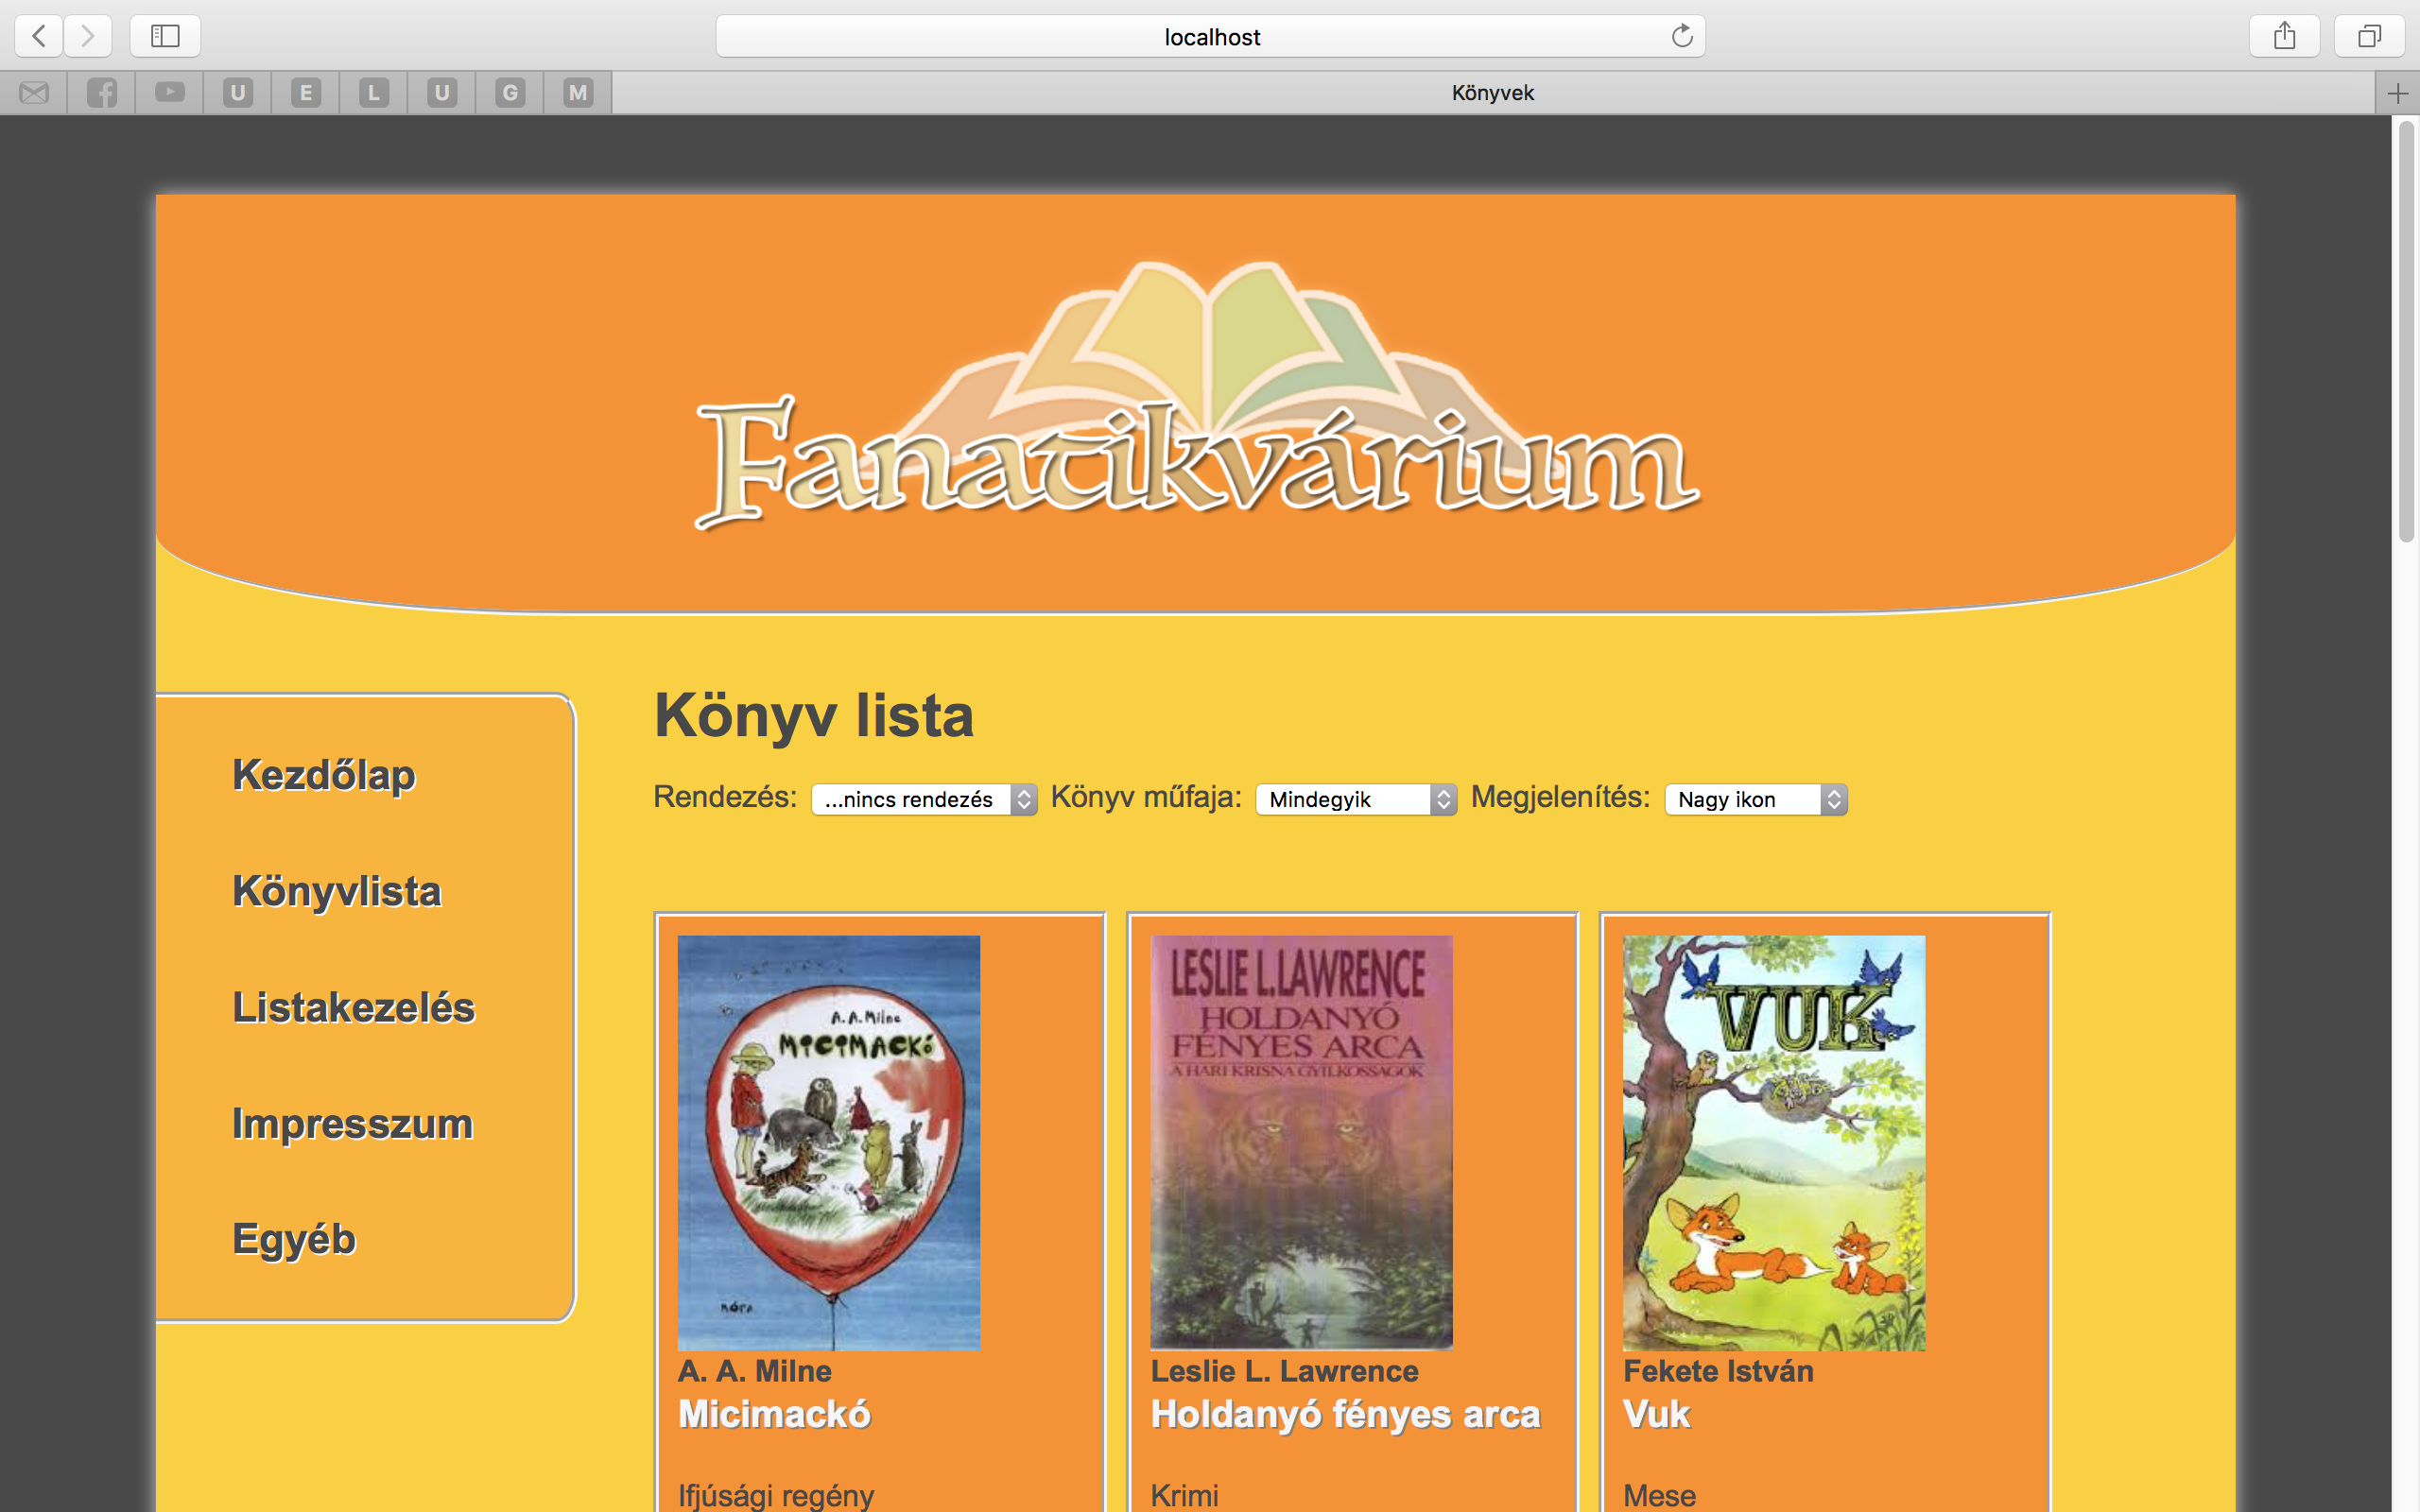 localhost
U E L U G M Könyvek
Fanatikvárium
Könyv lista
Rendezés: ...nincs rendezés Könyv műfaja: Mindegyik Megjelenítés: Nagy ikon
Kezdőlap
Könyvlista
Listakezelés
Impresszum
Egyéb
A. A. Milne
MICIMACKÓ
MÓRA
A. A. Milne
Micimackó
Ifjúsági regény
LESLIE L. LAWRENCE
HOLDANYÓ
FÉNYES ARCA
A HARI KRISNA GYILKOSSÁGOK
Leslie L. Lawrence
Holdanyó fényes arca
Krimi
VUK
Fekete István
Vuk
Mese